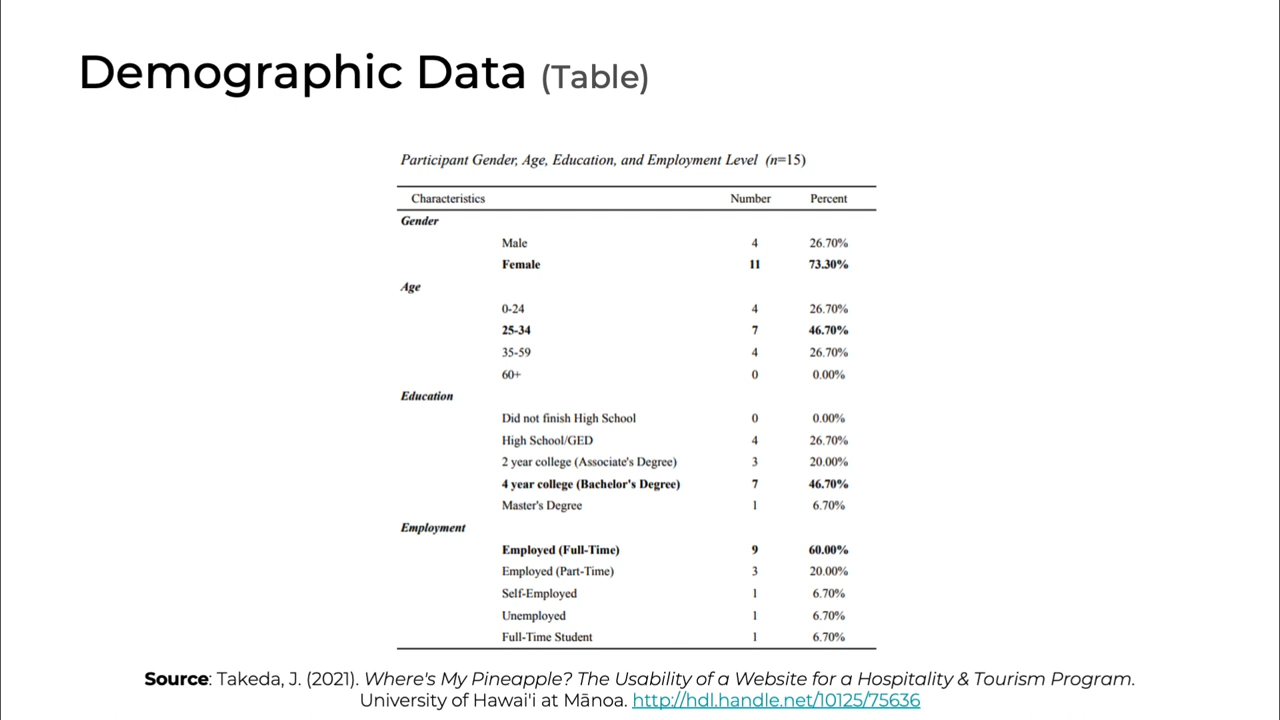 Demographic Data (Table)
Participant Gender, Age, Education, and Employment Level (n=15)
Characteristics Number Percent
Gender
Male 4 26.70%
Female 11 73.30%
Age
0-24 4 26.70%
25-34 7 46.70%
35-59 4 26.70%
60+ 0 0.00%
Education
Did not finish High School 0 0.00%
High School/GED 4 26.70%
2 year college (Associate's Degree) 3 20.00%
4 year college (Bachelor's Degree) 7 46.70%
Master's Degree 1 6.70%
Employment
Employed (Full-Time) 9 60.00%
Employed (Part-Time) 3 20.00%
Self-Employed 1 6.70%
Unemployed 1 6.70%
Full-Time Student 1 6.70%
Source: Takeda, J. (2021). Where's My Pineapple? The Usability of a Website for a Hospitality & Tourism Program.
University of Hawai'i at Mānoa. http://hdl.handle.net/10125/75636